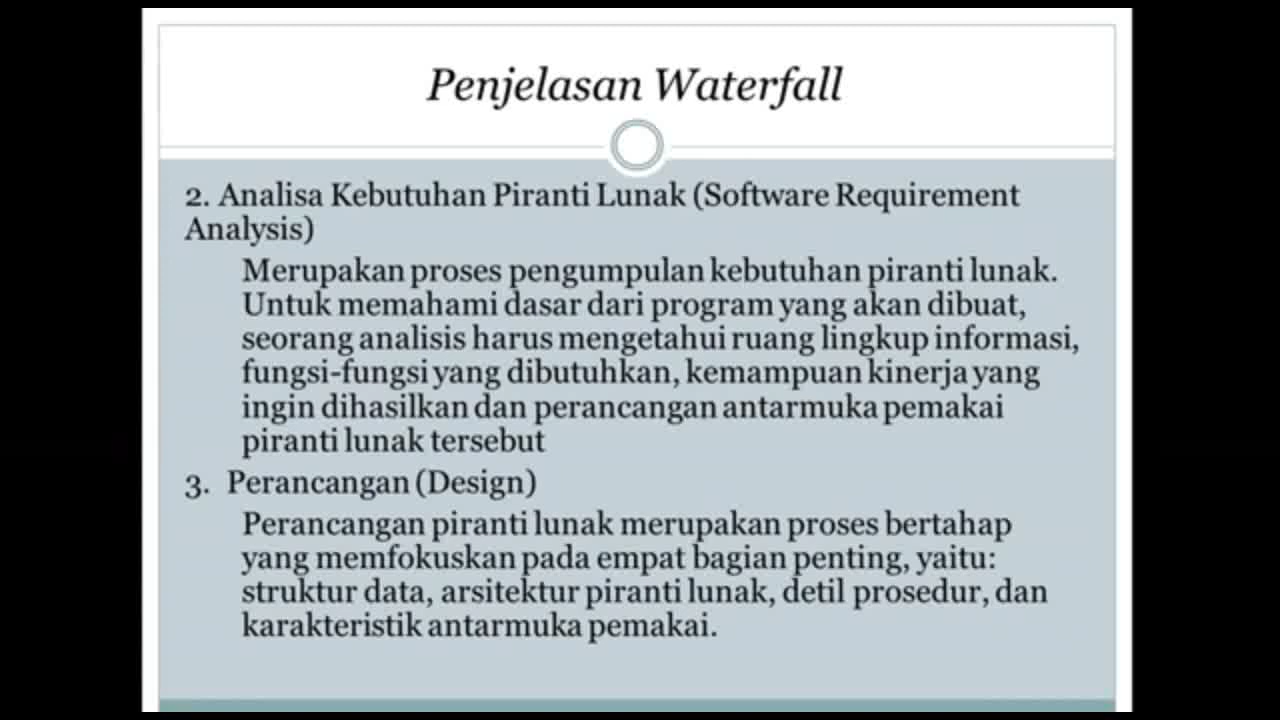 Penjelasan Waterfall
2. Analisa Kebutuhan Piranti Lunak (Software Requirement
Analysis)
Merupakan proses pengumpulan kebutuhan piranti lunak.
Untuk memahami dasar dari program yang akan dibuat,
seorang analisis harus mengetahui ruang lingkup informasi,
fungsi-fungsi yang dibutuhkan, kemampuan kinerja yang
ingin dihasilkan dan perancangan antarmuka pemakai
piranti lunak tersebut
3. Perancangan (Design)
Perancangan piranti lunak merupakan proses bertahap
yang memfokuskan pada empat bagian penting, yaitu:
struktur data, arsitektur piranti lunak, detil prosedur, dan
karakteristik antarmuka pemakai.